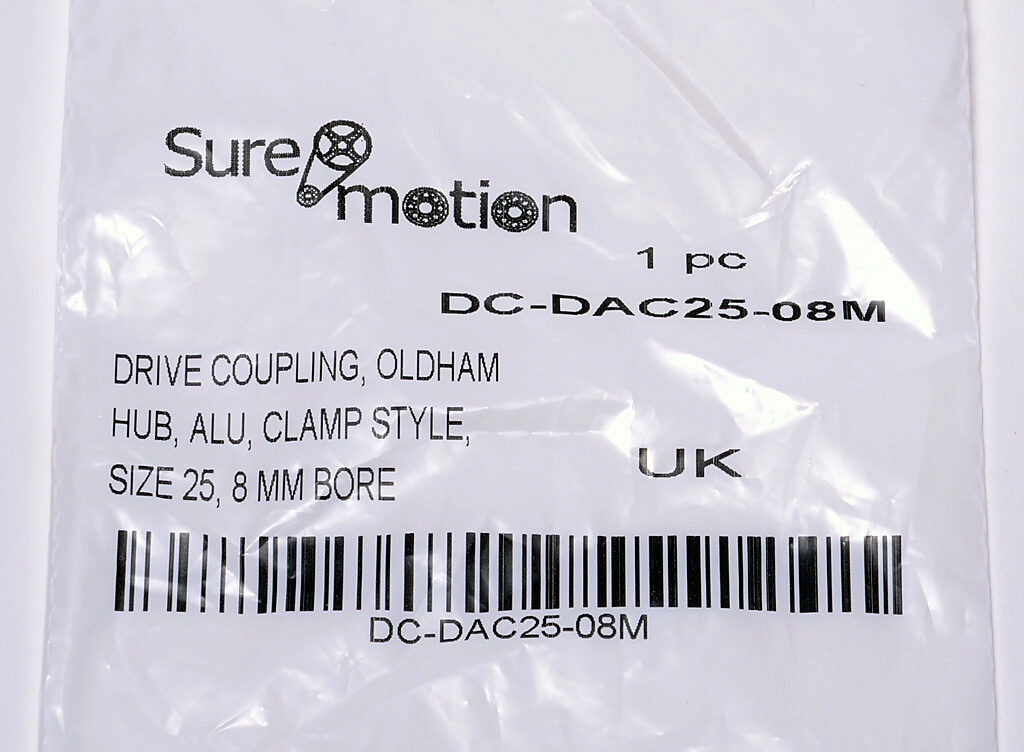 Sure motion
1 pc
DC-DAC25-08M
DRIVE COUPLING, OLDHAM
HUB, ALU, CLAMP STYLE,
SIZE 25, 8 MM BORE
UK
DC-DAC25-08M